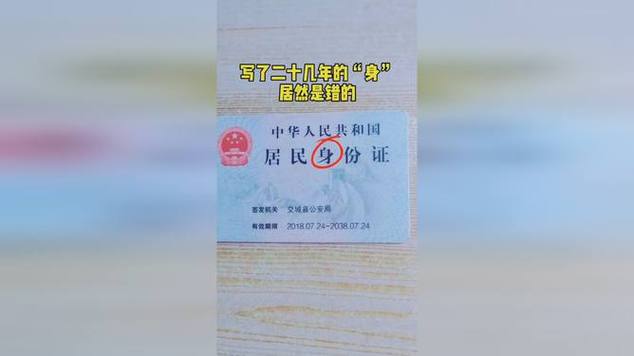 写了二十几年的“身”
居然是错的
中华人民共和国
居民身份证
签发机关 交城县公安局
有效期限 2018.07.24-2038.07.24